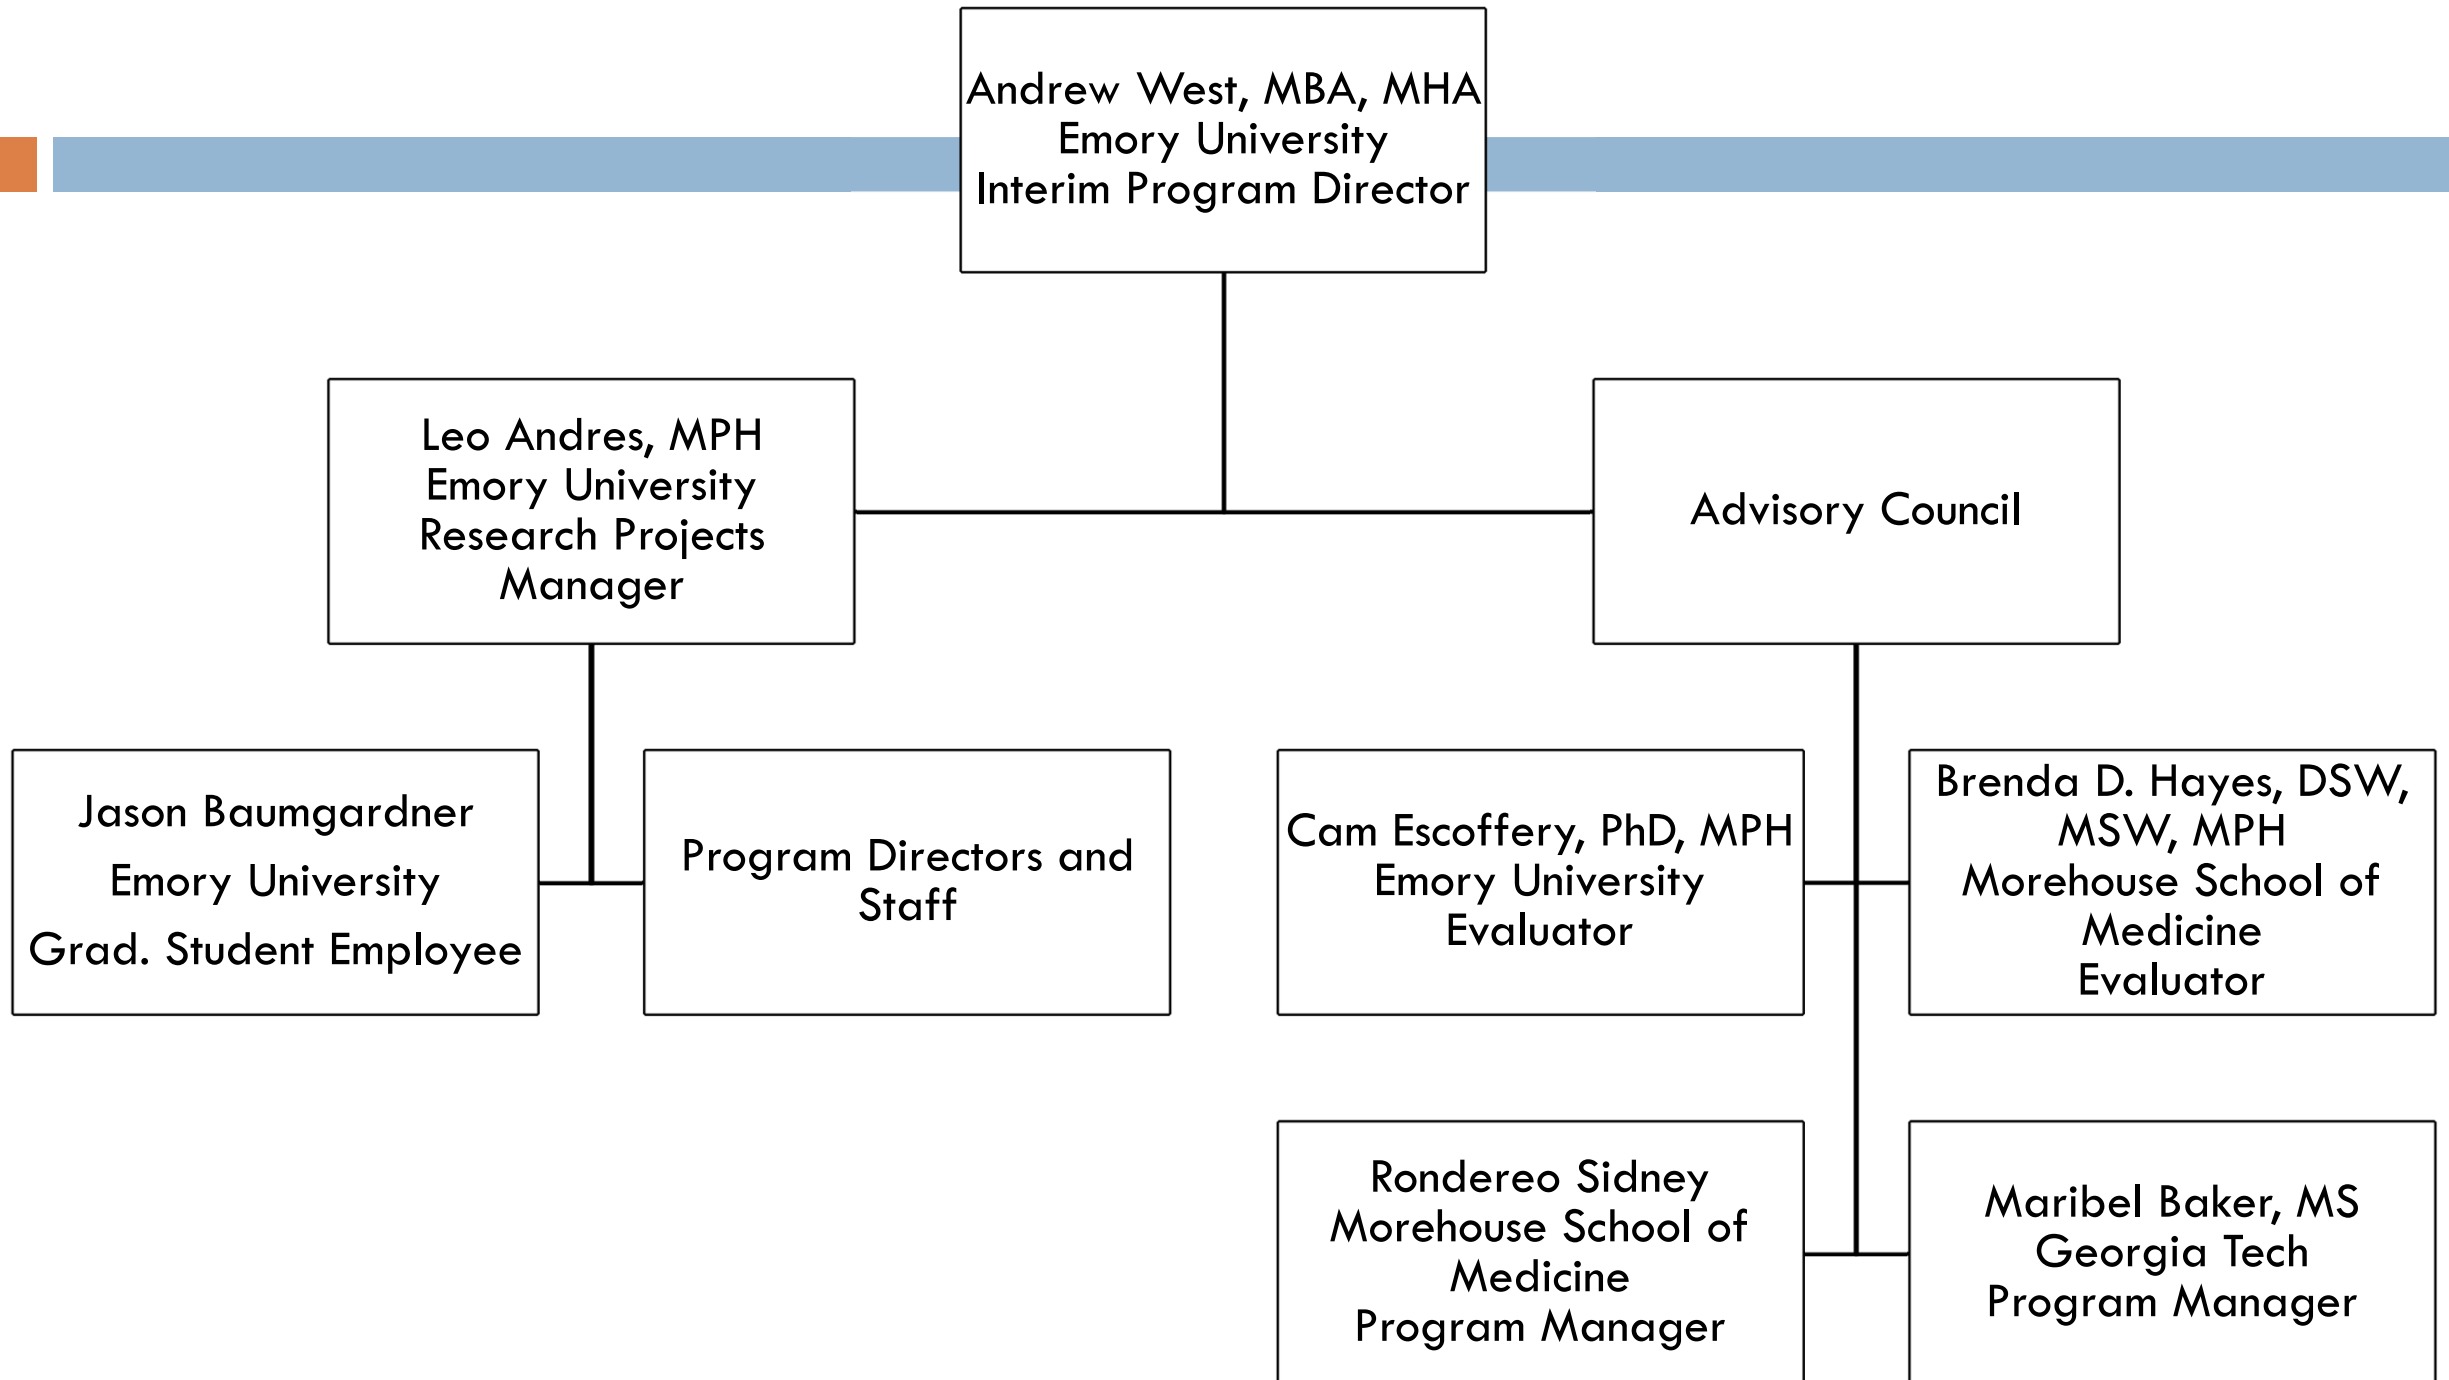 Andrew West, MBA, MHA
Emory University
Interim Program Director
Leo Andres, MPH
Emory University
Research Projects
Manager
Advisory Council
Jason Baumgardner
Emory University
Grad. Student Employee
Program Directors and
Staff
Cam Escoffery, PhD, MPH
Emory University
Evaluator
Brenda D. Hayes, DSW,
MSW, MPH
Morehouse School of
Medicine
Evaluator
Rondereo Sidney
Morehouse School of
Medicine
Program Manager
Maribel Baker, MS
Georgia Tech
Program Manager